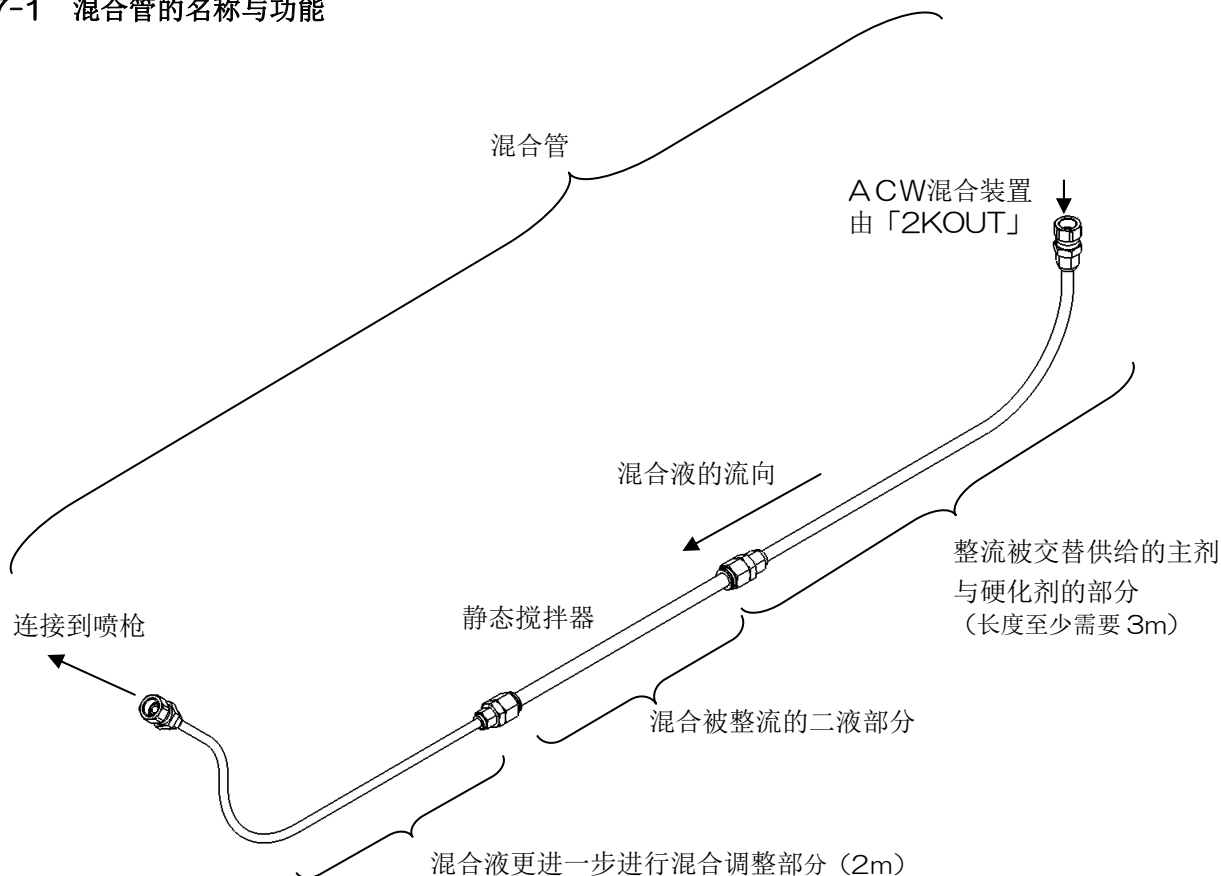 7-1 混合管的名称与功能
混合管
ACW混合装置
由「2KOUT」
混合液的流向
整流被交替供给的主剂
与硬化剂的部分
（长度至少需要 3m）
静态搅拌器
连接到喷枪
混合被整流的二液部分
混合液更进一步进行混合调整部分（2m）